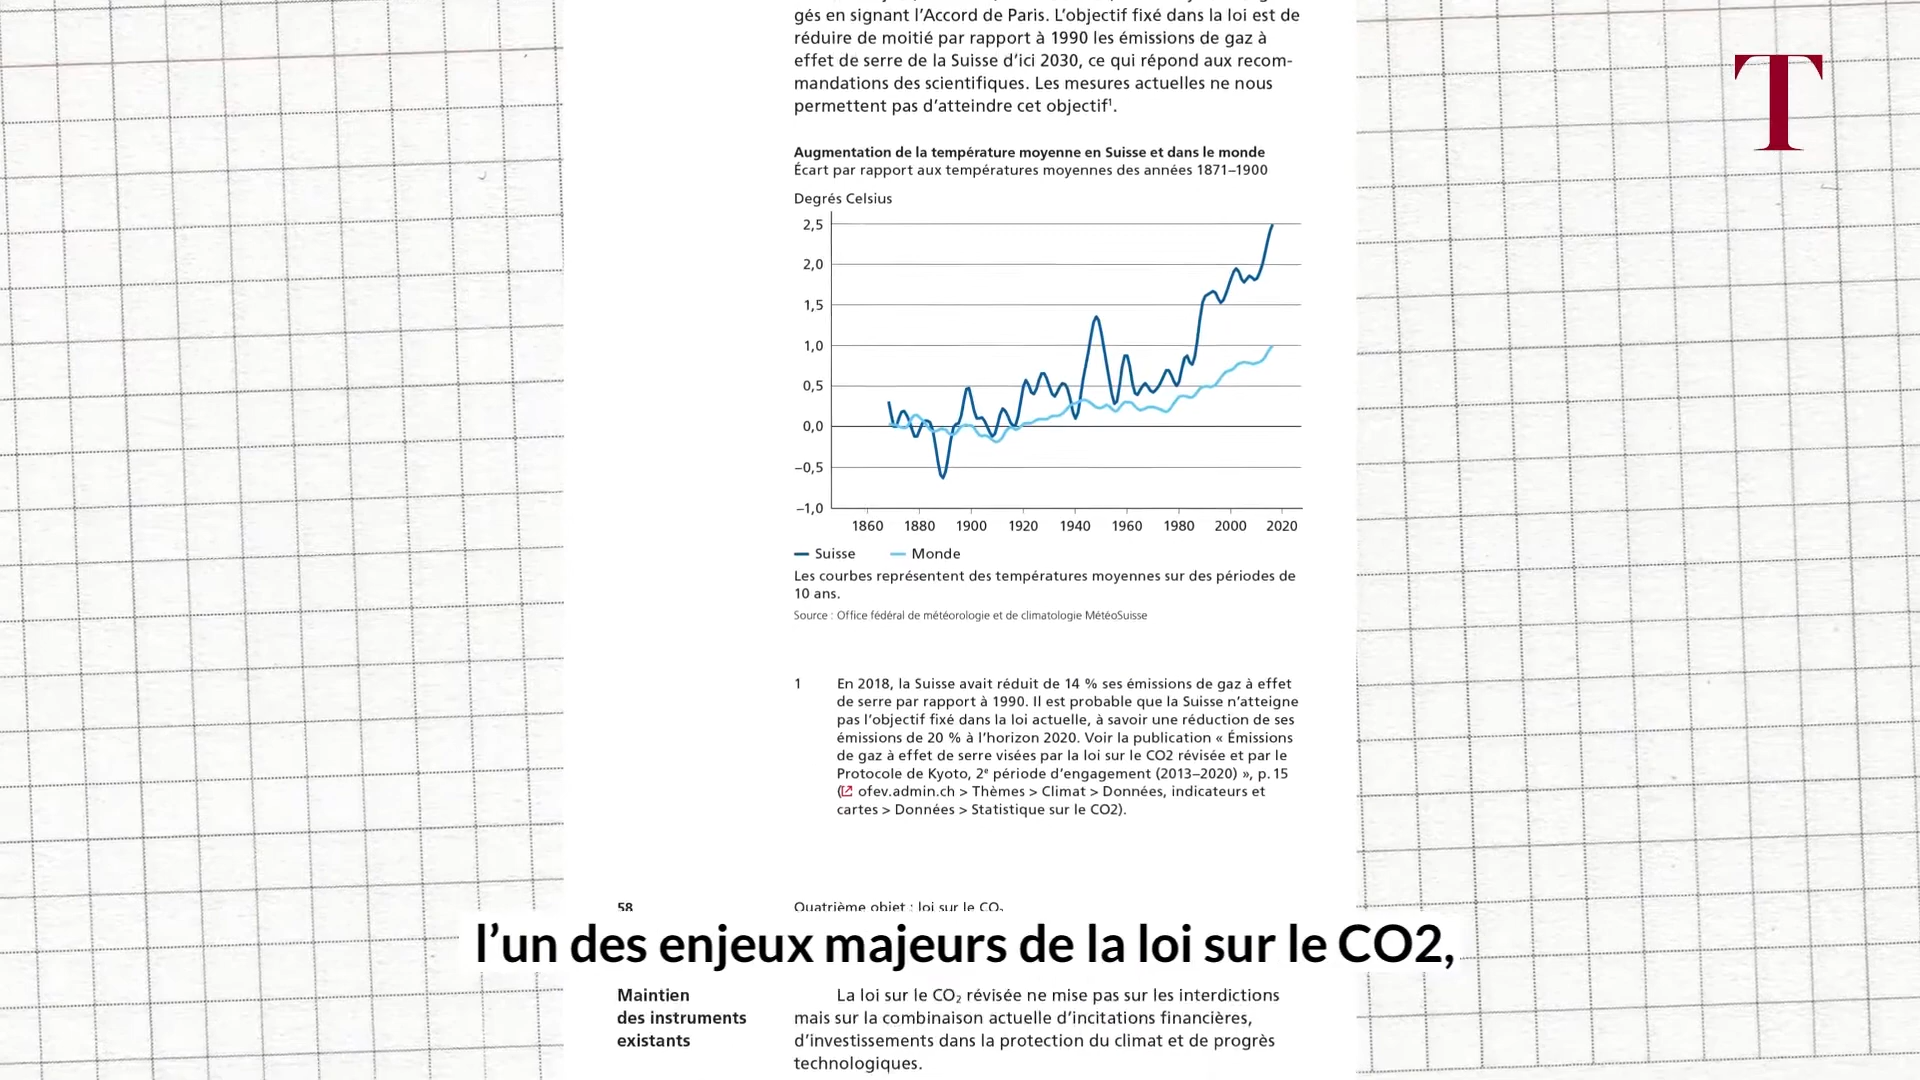 gés en signant l’Accord de Paris. L’objectif fixé dans la loi est de
réduire de moitié par rapport à 1990 les émissions de gaz à
effet de serre de la Suisse d’ici 2030, ce qui répond aux recom-
mandations des scientifiques. Les mesures actuelles ne nous
permettent pas d’atteindre cet objectif¹.
T
Augmentation de la température moyenne en Suisse et dans le monde
Écart par rapport aux températures moyennes des années 1871–1900
Degrés Celsius
2,5
2,0
1,5
1,0
0,5
0,0
–0,5
–1,0
1860 1880 1900 1920 1940 1960 1980 2000 2020
Suisse Monde
Les courbes représentent des températures moyennes sur des périodes de
10 ans.
Source : Office fédéral de météorologie et de climatologie MétéoSuisse
1 En 2018, la Suisse avait réduit de 14 % ses émissions de gaz à effet
de serre par rapport à 1990. Il est probable que la Suisse n’atteigne
pas l’objectif fixé dans la loi actuelle, à savoir une réduction de ses
émissions de 20 % à l’horizon 2020. Voir la publication « Émissions
de gaz à effet de serre visées par la loi sur le CO2 révisée et par le
Protocole de Kyoto, 2ᵉ période d’engagement (2013–2020) », p. 15
( ofev.admin.ch > Thèmes > Climat > Données, indicateurs et
cartes > Données > Statistique sur le CO2).
58 Quatrième objet : loi sur le CO₂
l’un des enjeux majeurs de la loi sur le CO2,
Maintien
des instruments
existants
La loi sur le CO₂ révisée ne mise pas sur les interdictions
mais sur la combinaison actuelle d’incitations financières,
d’investissements dans la protection du climat et de progrès
technologiques.